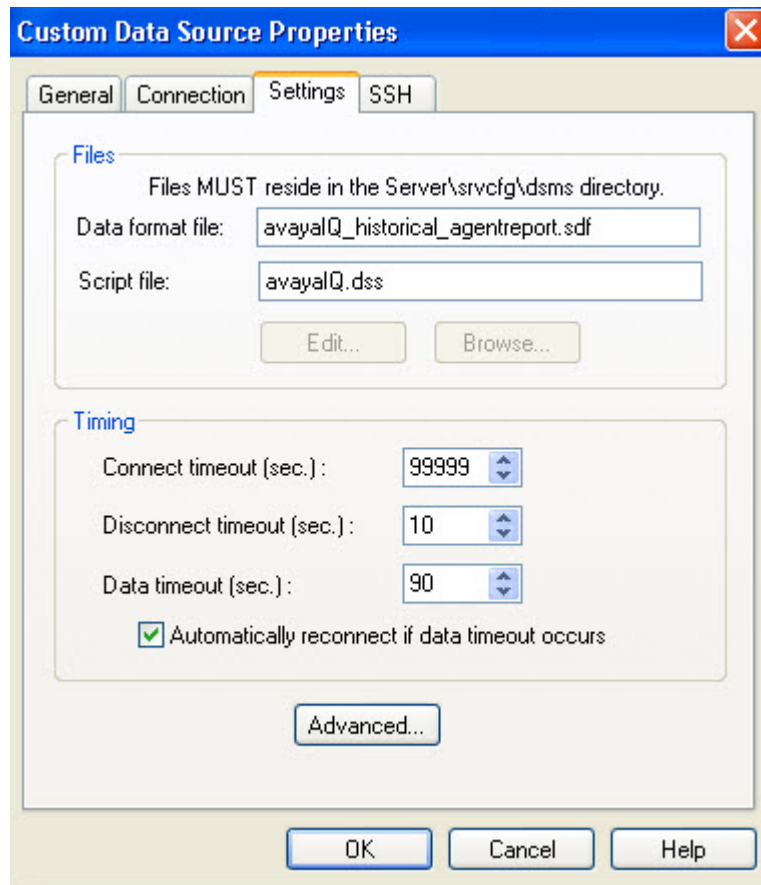 Custom Data Source Properties
General Connection Settings SSH
Files
Files MUST reside in the Server\srvcfg\dsms directory.
Data format file: avayaIQ_historical_agentreport.sdf
Script file: avayaIQ.dss
Edit... Browse...
Timing
Connect timeout (sec.) : 99999
Disconnect timeout (sec.) : 10
Data timeout (sec.) : 90
Automatically reconnect if data timeout occurs
Advanced...
OK Cancel Help